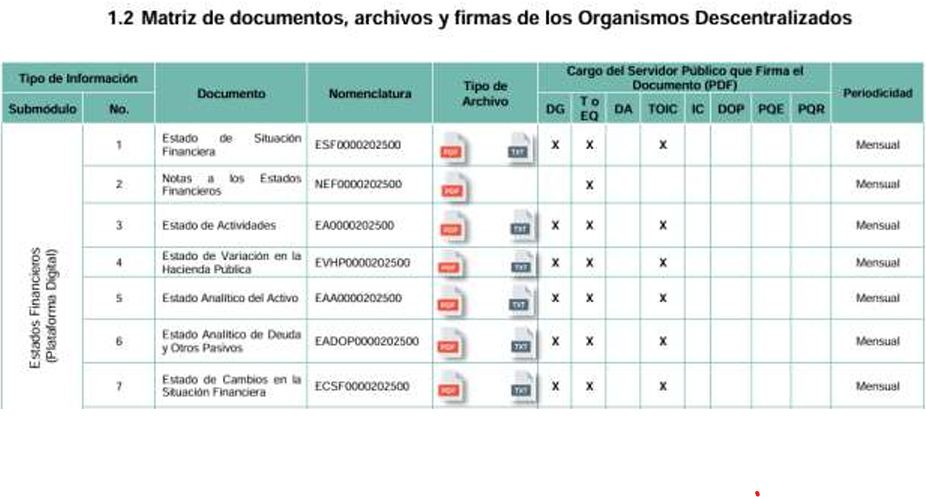 1.2 Matriz de documentos, archivos y firmas de los Organismos Descentralizados
Tipo de Información
Documento
Nomenclatura
Tipo de
Archivo
Cargo del Servidor Público que Firma el
Documento (PDF)
Periodicidad
Submódulo No. DG T o EQ DA TOIC IC DOP PQE PQR
Estados Financieros
(Plataforma Digital)
1 Estado de Situación
Financiera ESF0000202500 PDF TXT X X X Mensual
2 Notas a los Estados
Financieros NEF0000202500 PDF X Mensual
3 Estado de Actividades EA0000202500 PDF TXT X X X Mensual
4 Estado de Variación en la
Hacienda Pública EVHP0000202500 PDF TXT X X X Mensual
5 Estado Analítico del Activo EAA0000202500 PDF TXT X X X Mensual
6 Estado Analítico de Deuda
y Otros Pasivos EADOP0000202500 PDF TXT X X X Mensual
7 Estado de Cambios en la
Situación Financiera ECSF0000202500 PDF TXT X X X Mensual